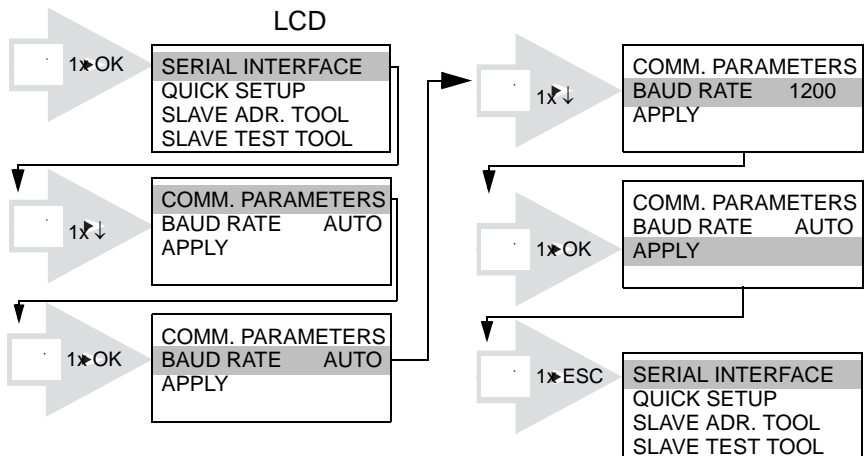 LCD
1x OK
SERIAL INTERFACE
QUICK SETUP
SLAVE ADR. TOOL
SLAVE TEST TOOL
1x ↓
COMM. PARAMETERS
BAUD RATE AUTO
APPLY
1x OK
COMM. PARAMETERS
BAUD RATE AUTO
APPLY
1x ↓
COMM. PARAMETERS
BAUD RATE 1200
APPLY
1x OK
COMM. PARAMETERS
BAUD RATE AUTO
APPLY
1x ESC
SERIAL INTERFACE
QUICK SETUP
SLAVE ADR. TOOL
SLAVE TEST TOOL